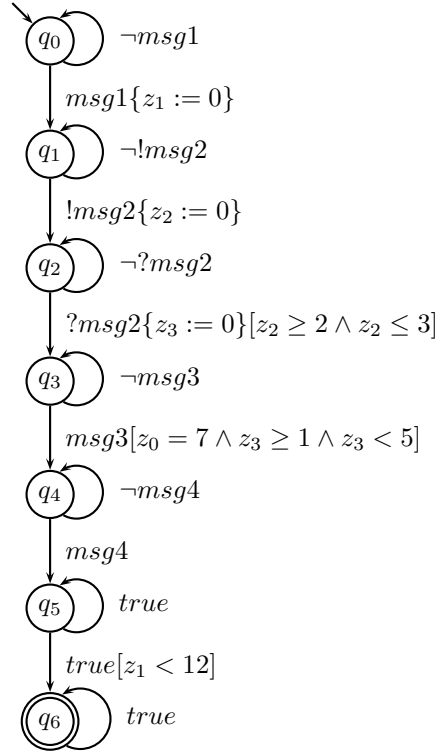 q₀ ¬msg1
msg1{z₁ := 0}
q₁ ¬!msg2
!msg2{z₂ := 0}
q₂ ¬?msg2
?msg2{z₃ := 0}[z₂ ≥ 2 ∧ z₂ ≤ 3]
q₃ ¬msg3
msg3[z₀ = 7 ∧ z₃ ≥ 1 ∧ z₃ < 5]
q₄ ¬msg4
msg4
q₅ true
true[z₁ < 12]
q₆ true